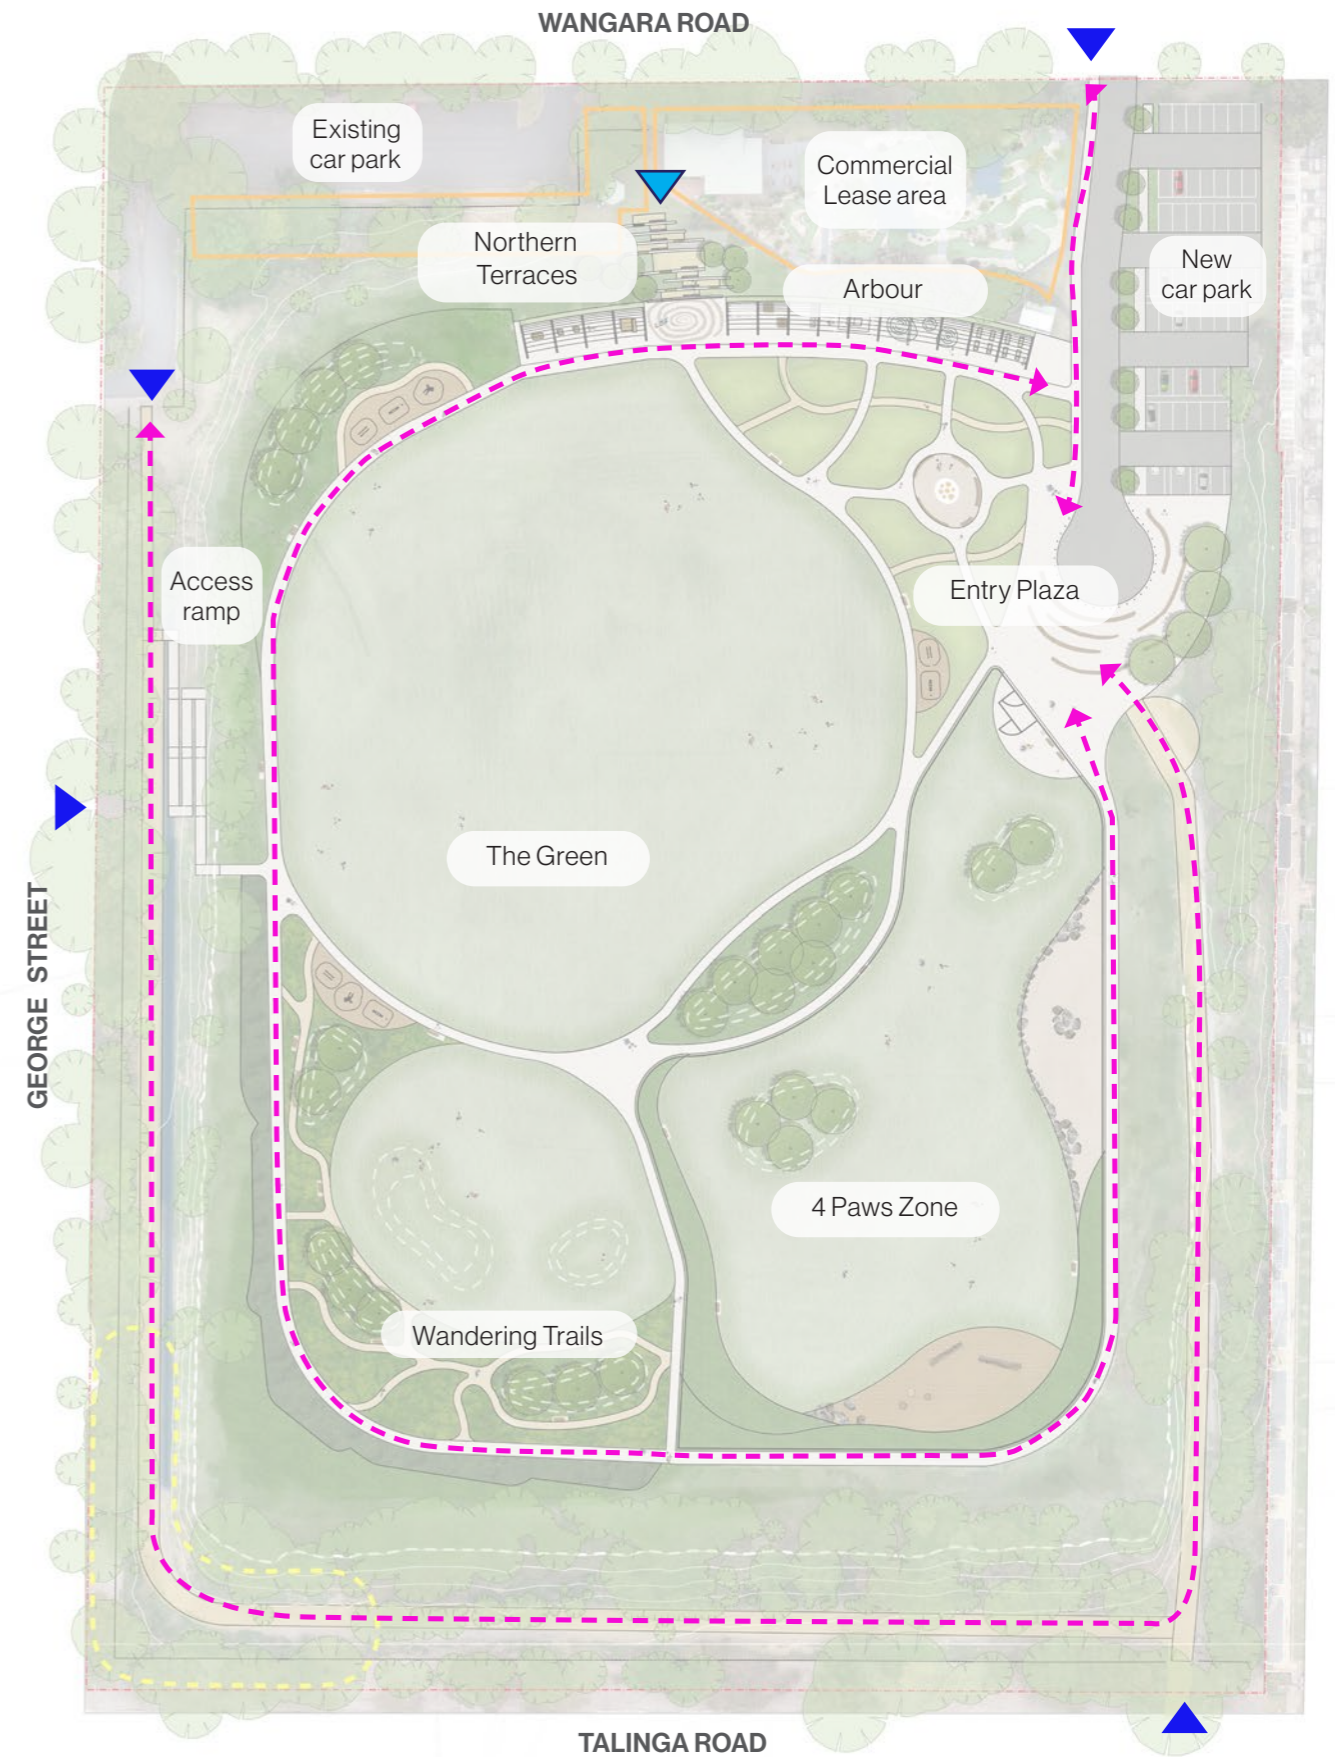 WANGARA ROAD
Existing
car park
Commercial
Lease area
Northern
Terraces
New
car park
Arbour
Access
ramp
Entry Plaza
The Green
GEORGE STREET
4 Paws Zone
Wandering Trails
TALINGA ROAD